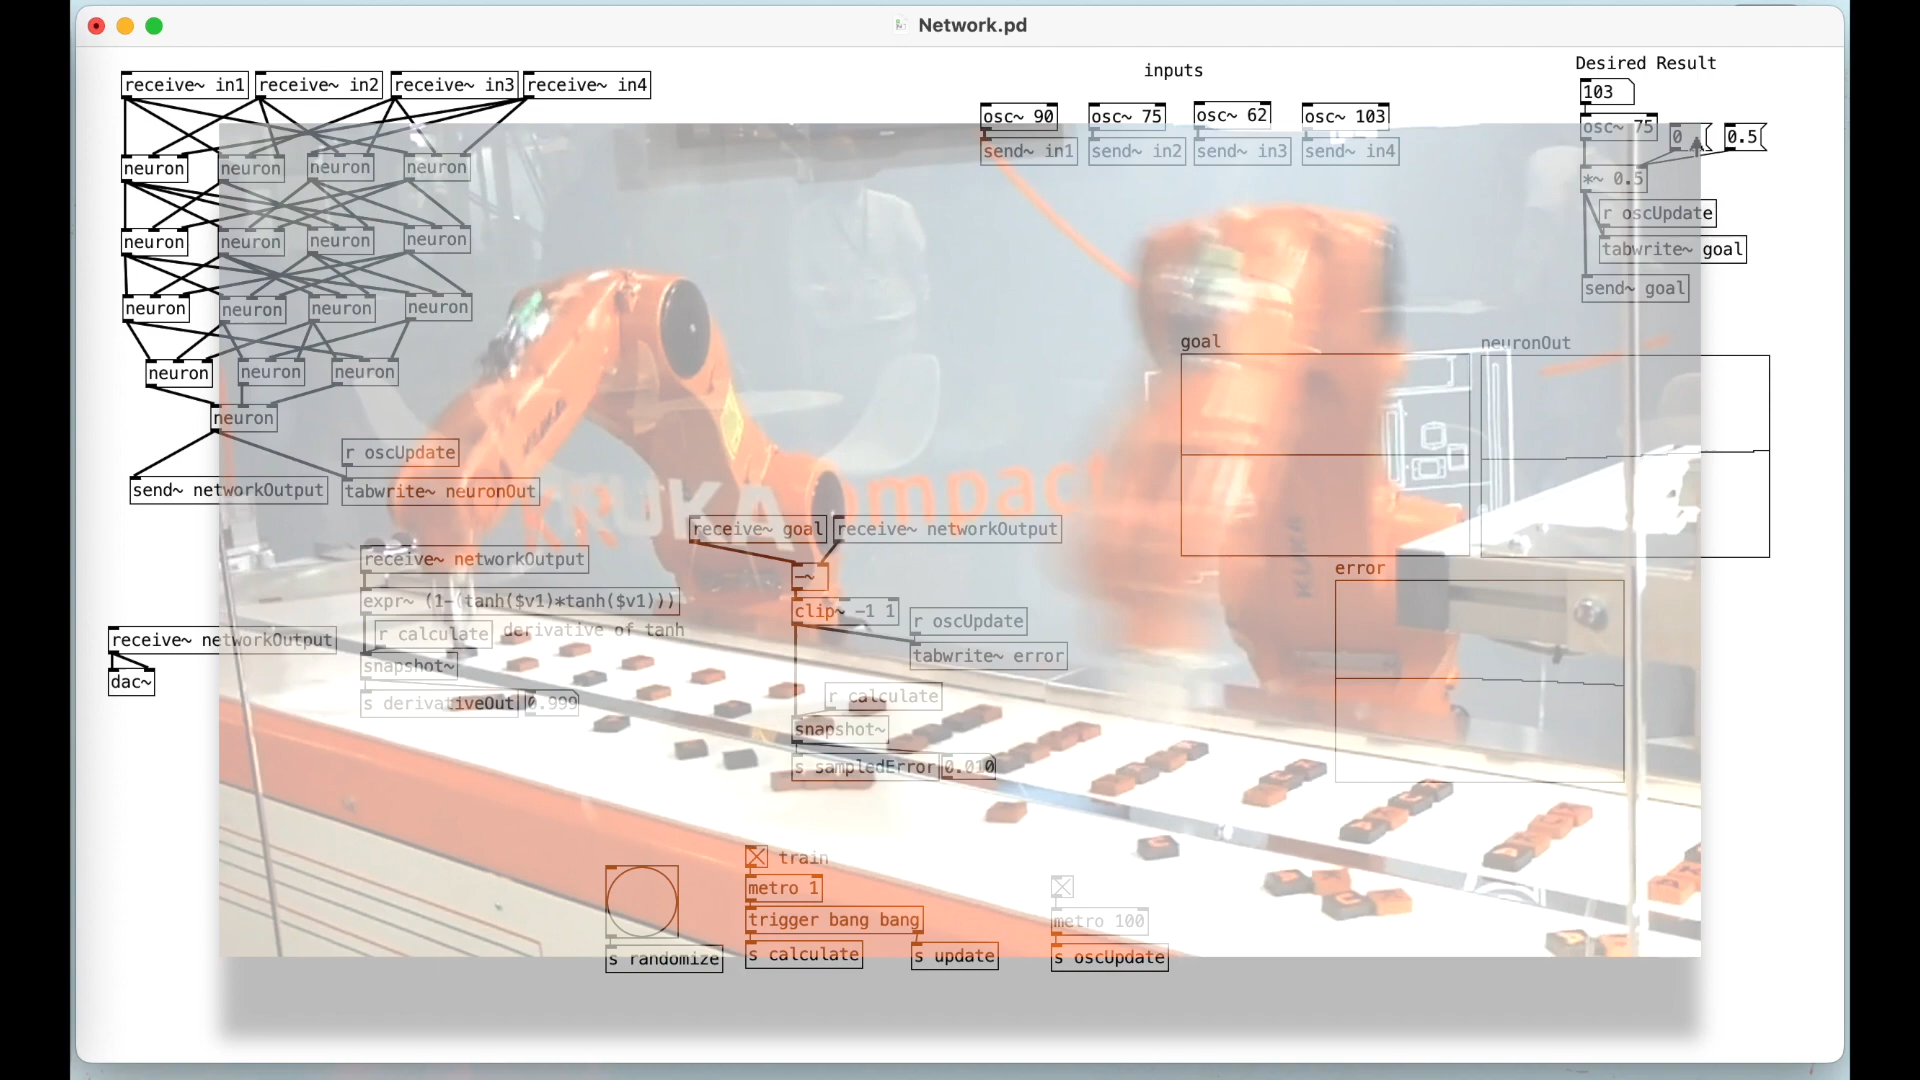 Network.pd
receive~ in1 receive~ in2 receive~ in3 receive~ in4
inputs
Desired Result
103
osc~ 90 osc~ 75 osc~ 62 osc~ 103
osc~ 75 0 0.5
send~ in1 send~ in2 send~ in3 send~ in4
neuron neuron neuron neuron
*~ 0.5
r oscUpdate
neuron neuron neuron neuron
tabwrite~ goal
send~ goal
neuron neuron neuron neuron
goal neuronOut
neuron neuron neuron
neuron
r oscUpdate
send~ networkOutput tabwrite~ neuronOut
KUKA
compact
receive~ goal receive~ networkOutput
receive~ networkOutput
error
-~
expr~ (1-(tanh($v1)*tanh($v1)))
clip~ -1 1
r oscUpdate
r calculate derivative of tanh
receive~ networkOutput
tabwrite~ error
snapshot~
dac~
r calculate
s derivativeOut 0.999
snapshot~
s sampledError 0.010
train
metro 1
trigger bang bang metro 100
s randomize s calculate s update s oscUpdate